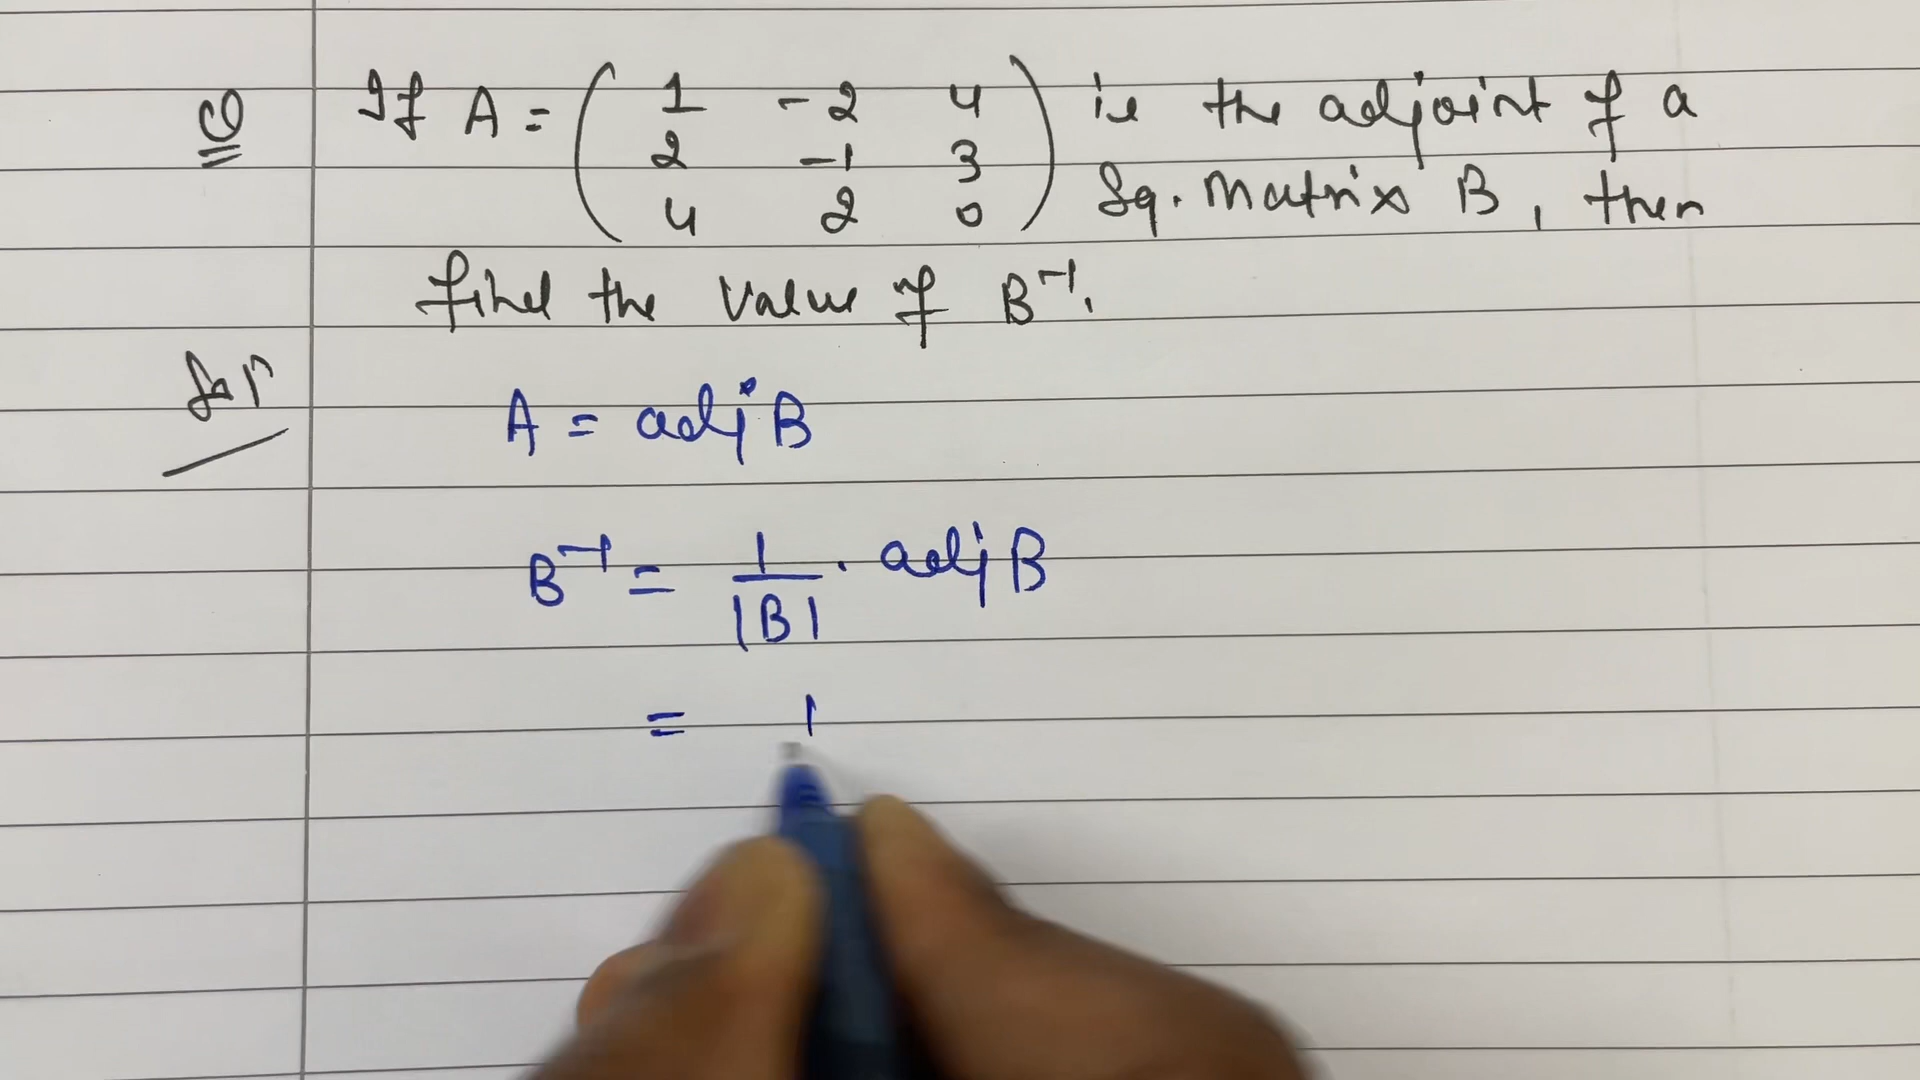 Q If A = ( 1 -2 4 ) is the adjoint of a
2 -1 3
4 2 0 Sq. Matrix B, then
find the value of B⁻¹.
Sol A = adj B
B⁻¹ = 1/|B| . adj B
= 1